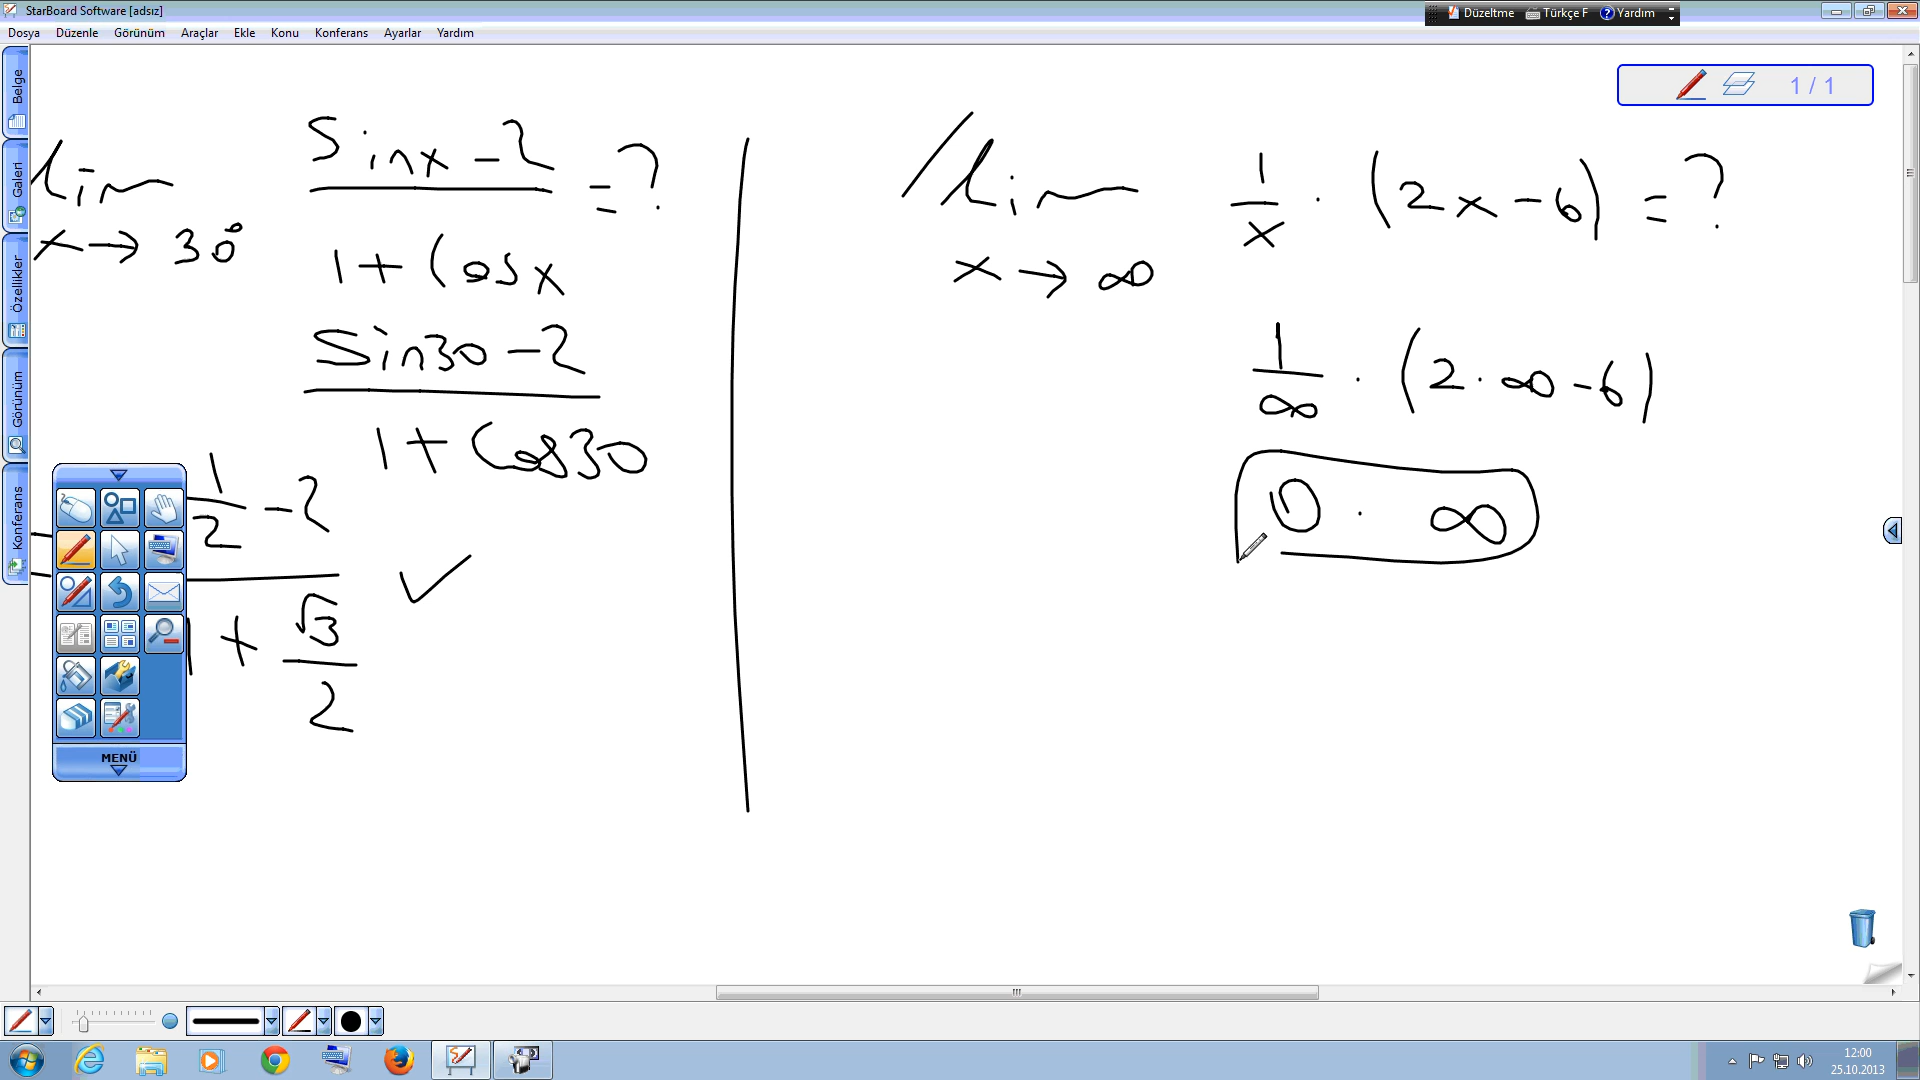 StarBoard Software [adsız]
Düzeltme Türkçe F Yardım
Dosya Düzenle Görünüm Araçlar Ekle Konu Konferans Ayarlar Yardım
Belge
Galeri
Özellikler
Görünüm
Konferans
1 / 1
lim x→30° (Sinx-2)/(1+Cosx) = ?
(Sin30-2)/(1+Cos30)
(1/2-2)/(1+√3/2) ✓
lim x→∞ 1/x · (2x-6) = ?
1/∞ · (2·∞-6)
0 · ∞
MENÜ
12:00
25.10.2013